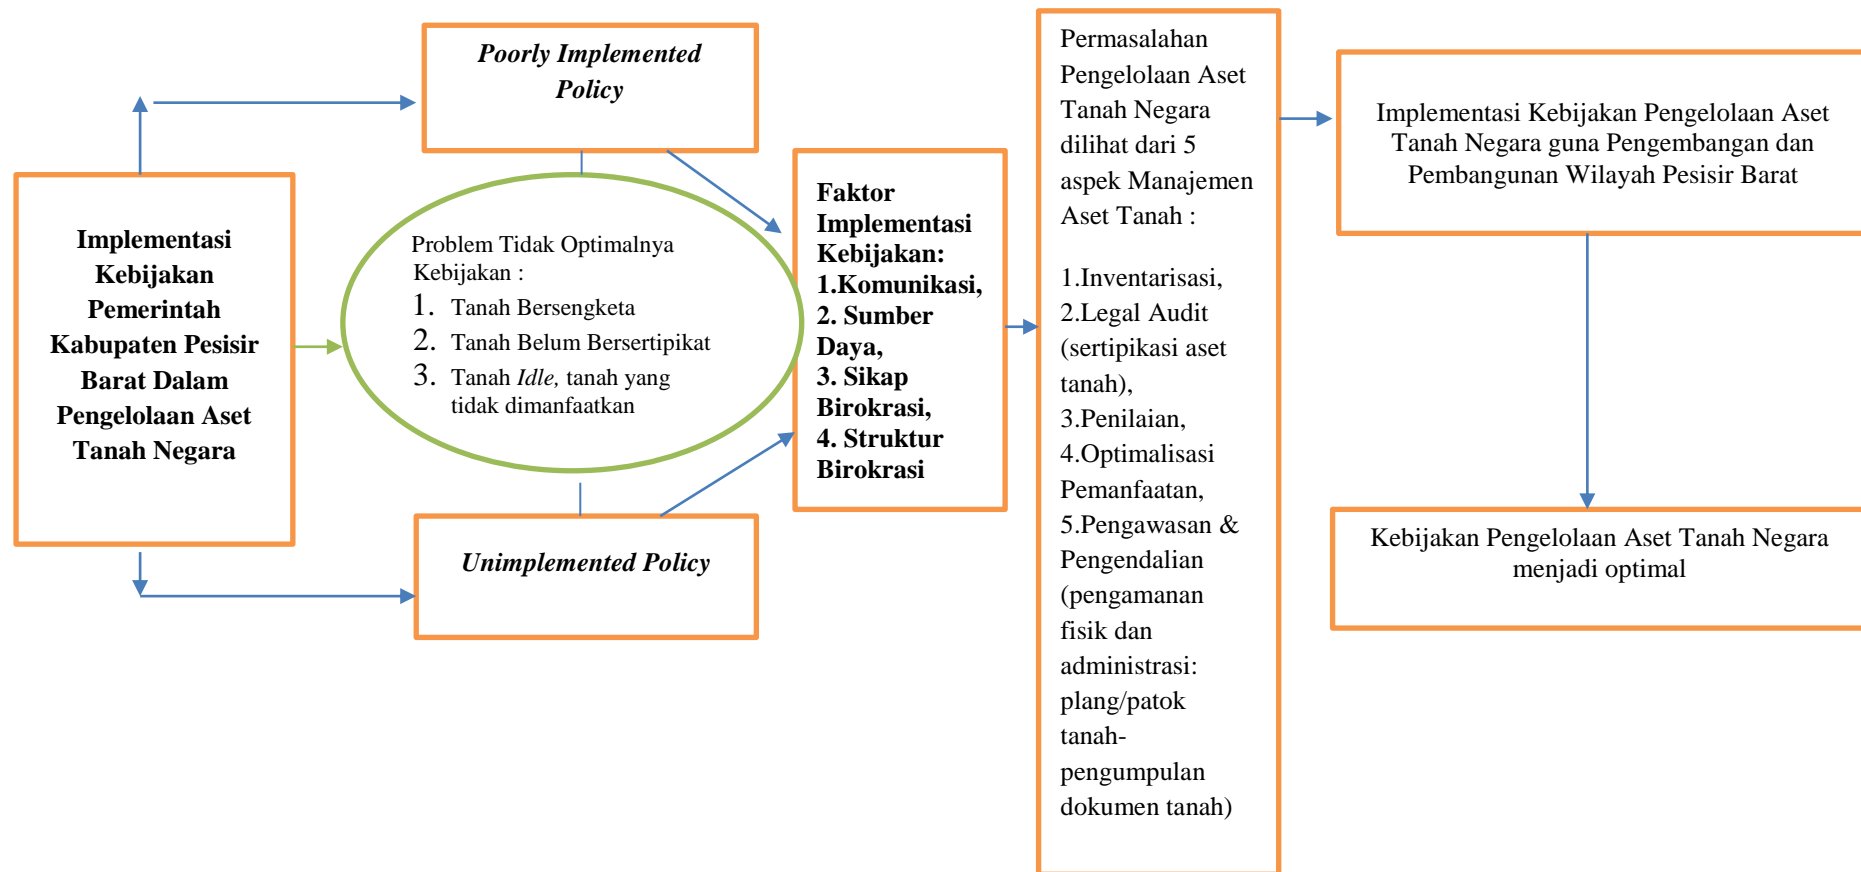 Implementasi
Kebijakan
Pemerintah
Kabupaten Pesisir
Barat Dalam
Pengelolaan Aset
Tanah Negara
Poorly Implemented
Policy
Problem Tidak Optimalnya
Kebijakan :
1. Tanah Bersengketa
2. Tanah Belum Bersertipikat
3. Tanah Idle, tanah yang
tidak dimanfaatkan
Unimplemented Policy
Faktor
Implementasi
Kebijakan:
1.Komunikasi,
2. Sumber
Daya,
3. Sikap
Birokrasi,
4. Struktur
Birokrasi
Permasalahan
Pengelolaan Aset
Tanah Negara
dilihat dari 5
aspek Manajemen
Aset Tanah :
1.Inventarisasi,
2.Legal Audit
(sertipikasi aset
tanah),
3.Penilaian,
4.Optimalisasi
Pemanfaatan,
5.Pengawasan &
Pengendalian
(pengamanan
fisik dan
administrasi:
plang/patok
tanah-
pengumpulan
dokumen tanah)
Implementasi Kebijakan Pengelolaan Aset
Tanah Negara guna Pengembangan dan
Pembangunan Wilayah Pesisir Barat
Kebijakan Pengelolaan Aset Tanah Negara
menjadi optimal